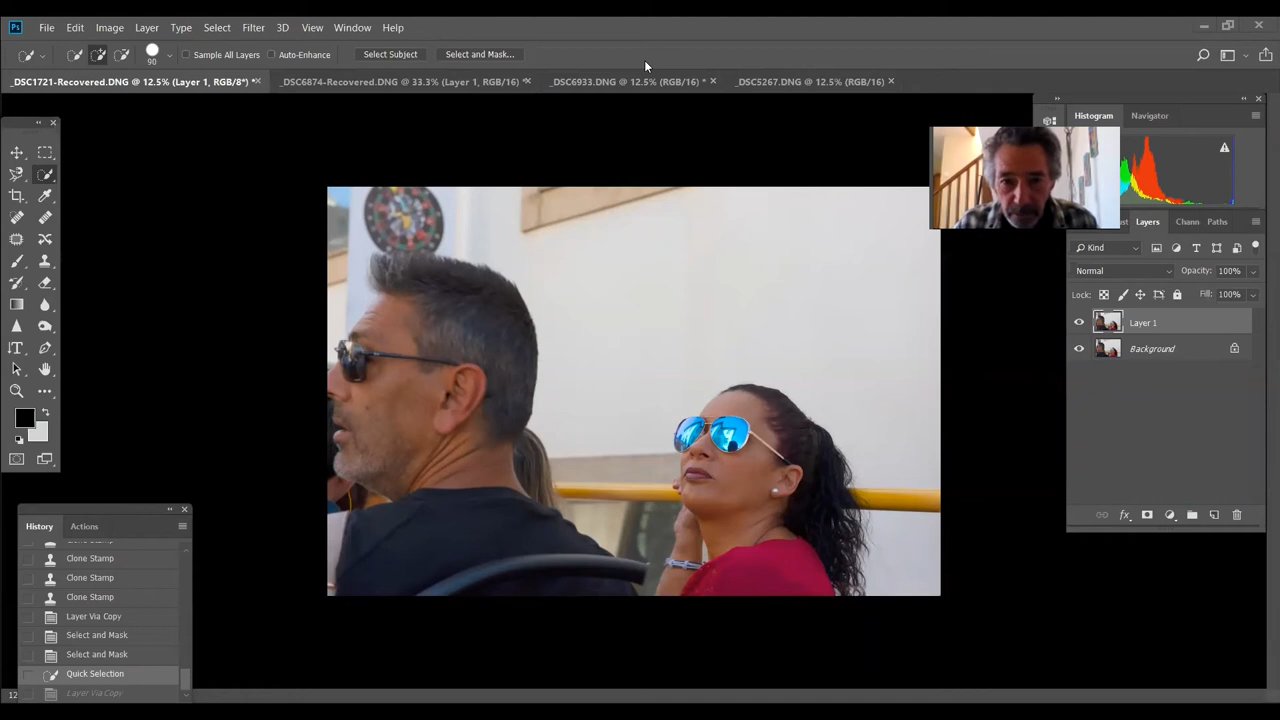 Ps File Edit Image Layer Type Select Filter 3D View Window Help
90 Sample All Layers Auto-Enhance Select Subject Select and Mask...
_DSC1721-Recovered.DNG @ 12.5% (Layer 1, RGB/8*) * _DSC6874-Recovered.DNG @ 33.3% (Layer 1, RGB/16) * _DSC6933.DNG @ 12.5% (RGB/16) * _DSC5267.DNG @ 12.5% (RGB/16)
Histogram Navigator
Layers Chann Paths
Kind
Normal Opacity: 100%
Lock: Fill: 100%
Layer 1
Background
fx
History Actions
Clone Stamp
Clone Stamp
Clone Stamp
Layer Via Copy
Select and Mask
Select and Mask
Quick Selection
Layer Via Copy
12